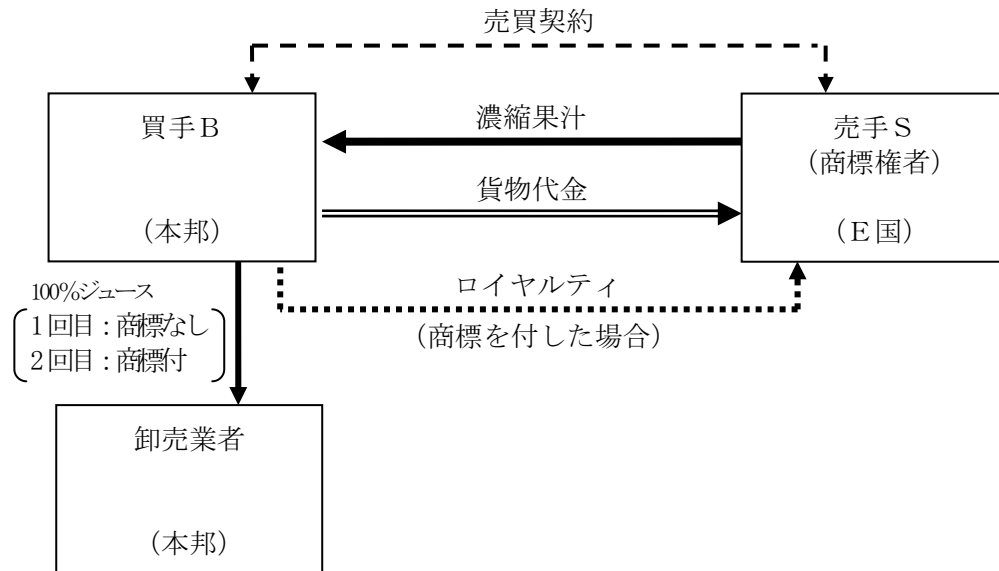 売買契約
買手Ｂ
(本邦)
濃縮果汁
貨物代金
売手Ｓ
(商標権者)
(Ｅ国)
ロイヤルティ
(商標を付した場合)
100%ジュース
１回目：商標なし
２回目：商標付
卸売業者
(本邦)